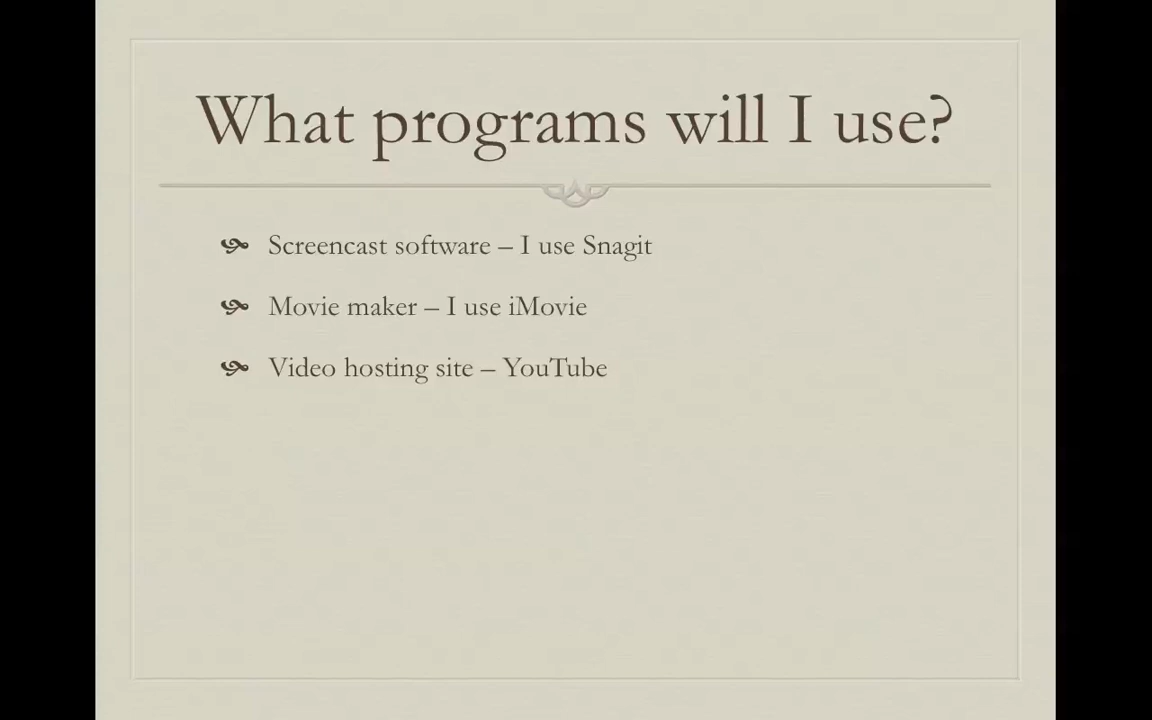 What programs will I use?
Screencast software – I use Snagit
Movie maker – I use iMovie
Video hosting site – YouTube